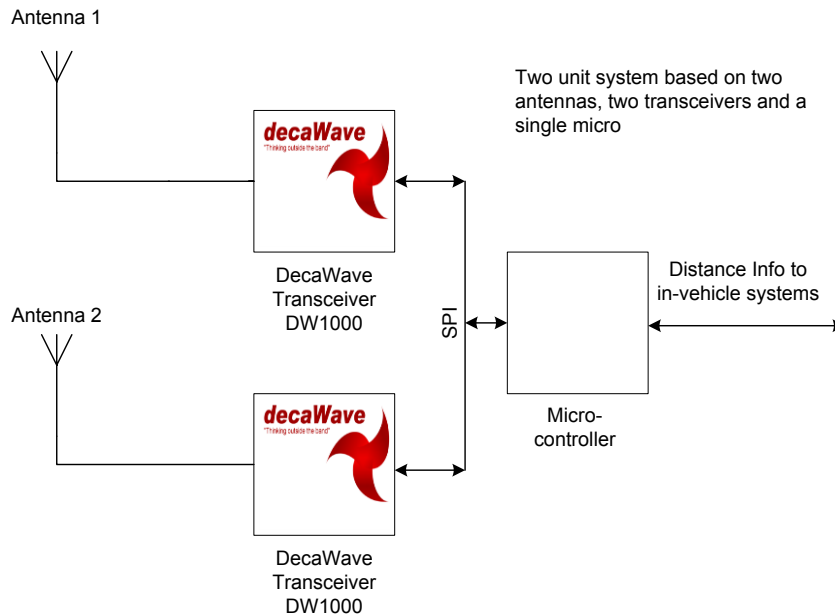 Antenna 1
Two unit system based on two
antennas, two transceivers and a
single micro
decaWave
"Thinking outside the band"
DecaWave
Transceiver
DW1000
Distance Info to
in-vehicle systems
Antenna 2
SPI
decaWave
"Thinking outside the band"
Micro-
controller
DecaWave
Transceiver
DW1000